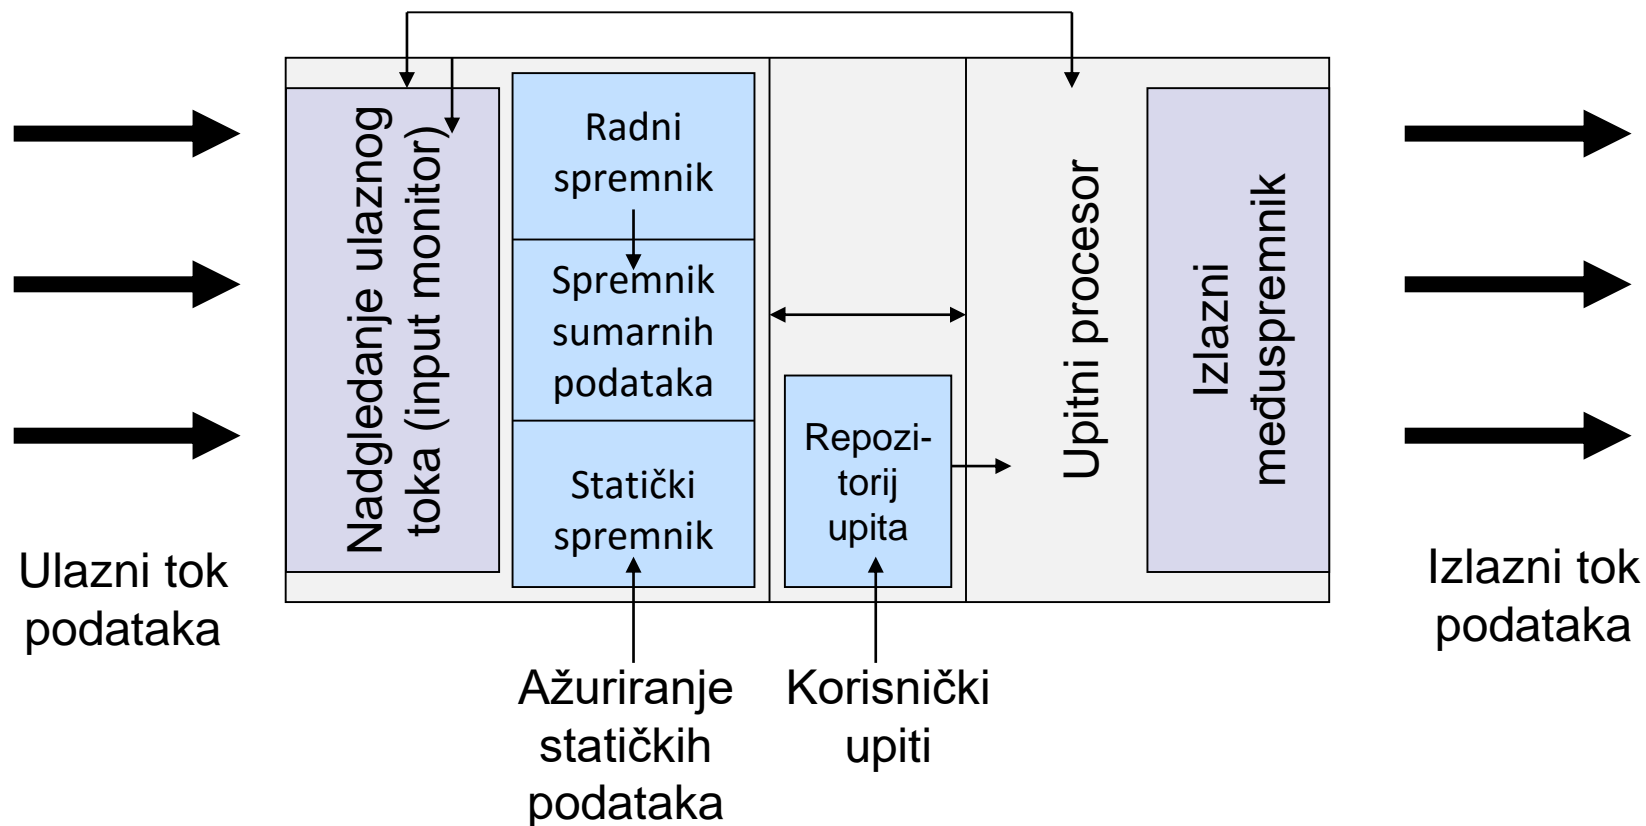 Ulazni tok
podataka
Nadgledanje ulaznog
toka (input monitor)
Radni
spremnik
Spremnik
sumarnih
podataka
Statički
spremnik
Ažuriranje
statičkih
podataka
Repozi-
torij
upita
Korisnički
upiti
Upitni procesor
Izlazni
međuspremnik
Izlazni tok
podataka